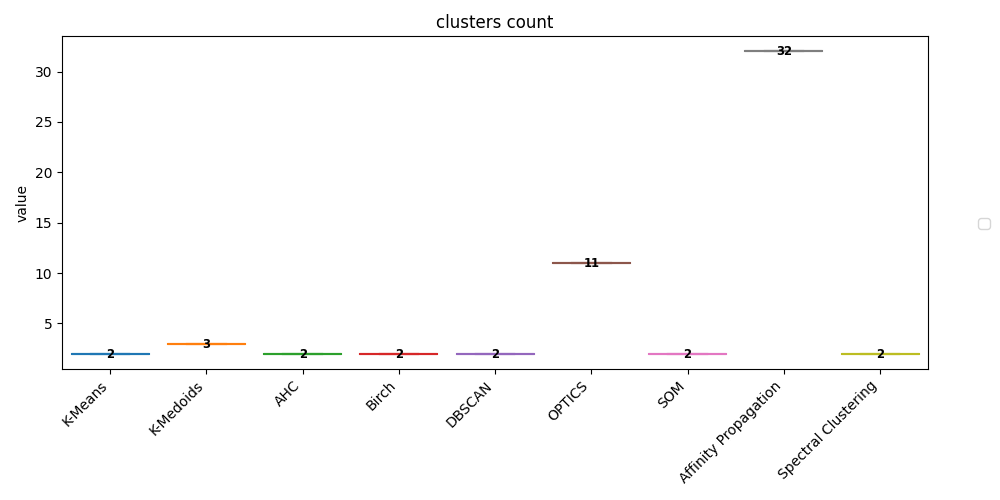 clusters count
value
30
25
20
15
10
5
2
3
2
2
2
11
2
32
2
K-Means
K-Medoids
AHC
Birch
DBSCAN
OPTICS
SOM
Affinity Propagation
Spectral Clustering